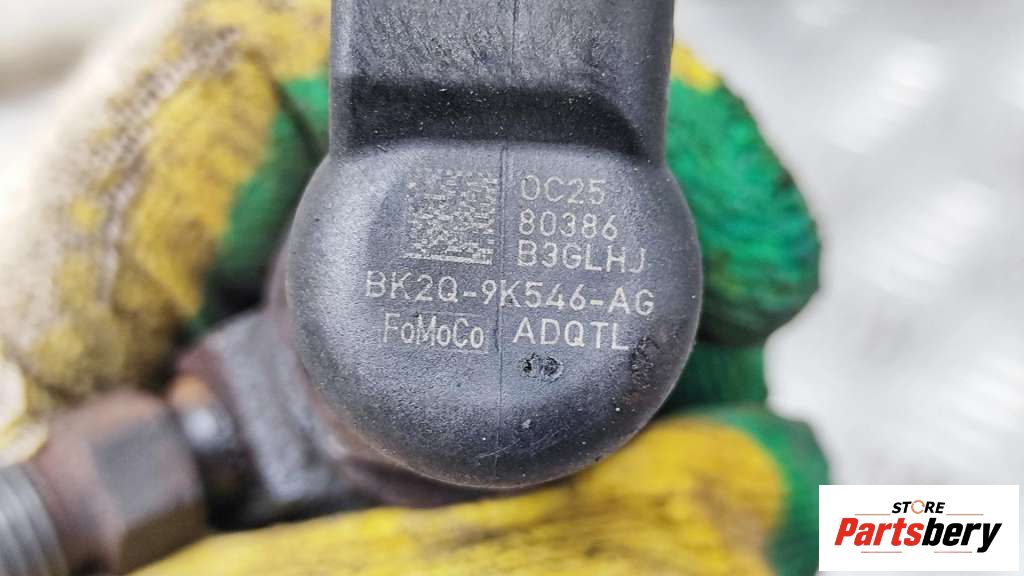 0C25
80386
B3GLHJ
BK2Q-9K546-AG
FoMoCo ADQTL
STORE
Partsbery